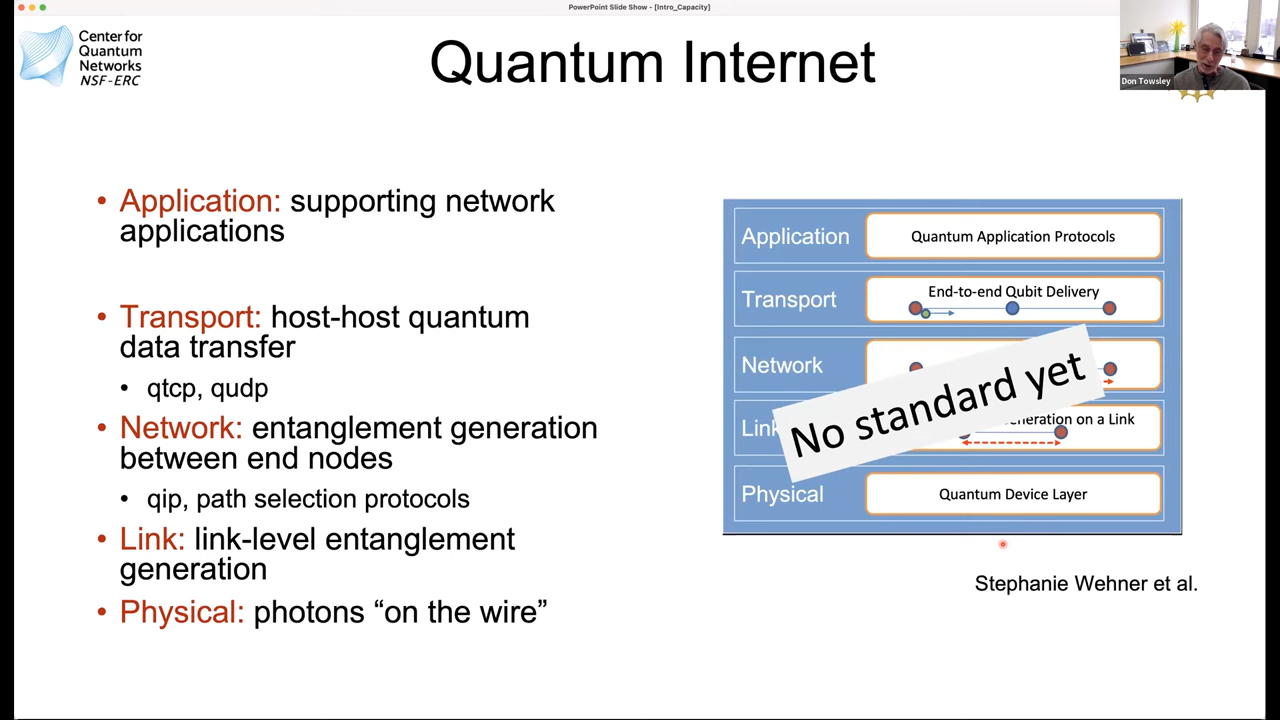 PowerPoint Slide Show - [Intro_Capacity]
Center for
Quantum
Networks
NSF-ERC
Quantum Internet
Don Towsley
• Application: supporting network
applications
• Transport: host-host quantum
data transfer
• qtcp, qudp
• Network: entanglement generation
between end nodes
• qip, path selection protocols
• Link: link-level entanglement
generation
• Physical: photons “on the wire”
Application
Quantum Application Protocols
Transport
End-to-end Qubit Delivery
Network
No standard yet
Link
on a Link
Physical
Quantum Device Layer
Stephanie Wehner et al.